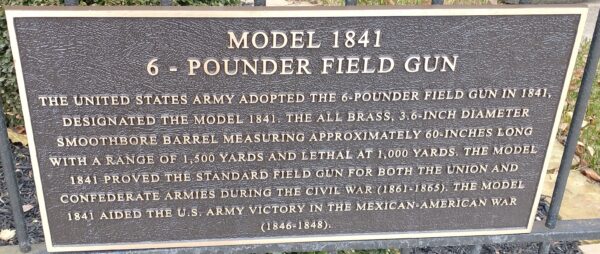 MODEL 1841
6 - POUNDER FIELD GUN
THE UNITED STATES ARMY ADOPTED THE 6-POUNDER FIELD GUN IN 1841,
DESIGNATED THE MODEL 1841. THE ALL BRASS, 3.6-INCH DIAMETER
SMOOTHBORE BARREL MEASURING APPROXIMATELY 60-INCHES LONG
WITH A RANGE OF 1,500 YARDS AND LETHAL AT 1,000 YARDS. THE MODEL
1841 PROVED THE STANDARD FIELD GUN FOR BOTH THE UNION AND
CONFEDERATE ARMIES DURING THE CIVIL WAR (1861-1865). THE MODEL
1841 AIDED THE U.S. ARMY VICTORY IN THE MEXICAN-AMERICAN WAR
(1846-1848).